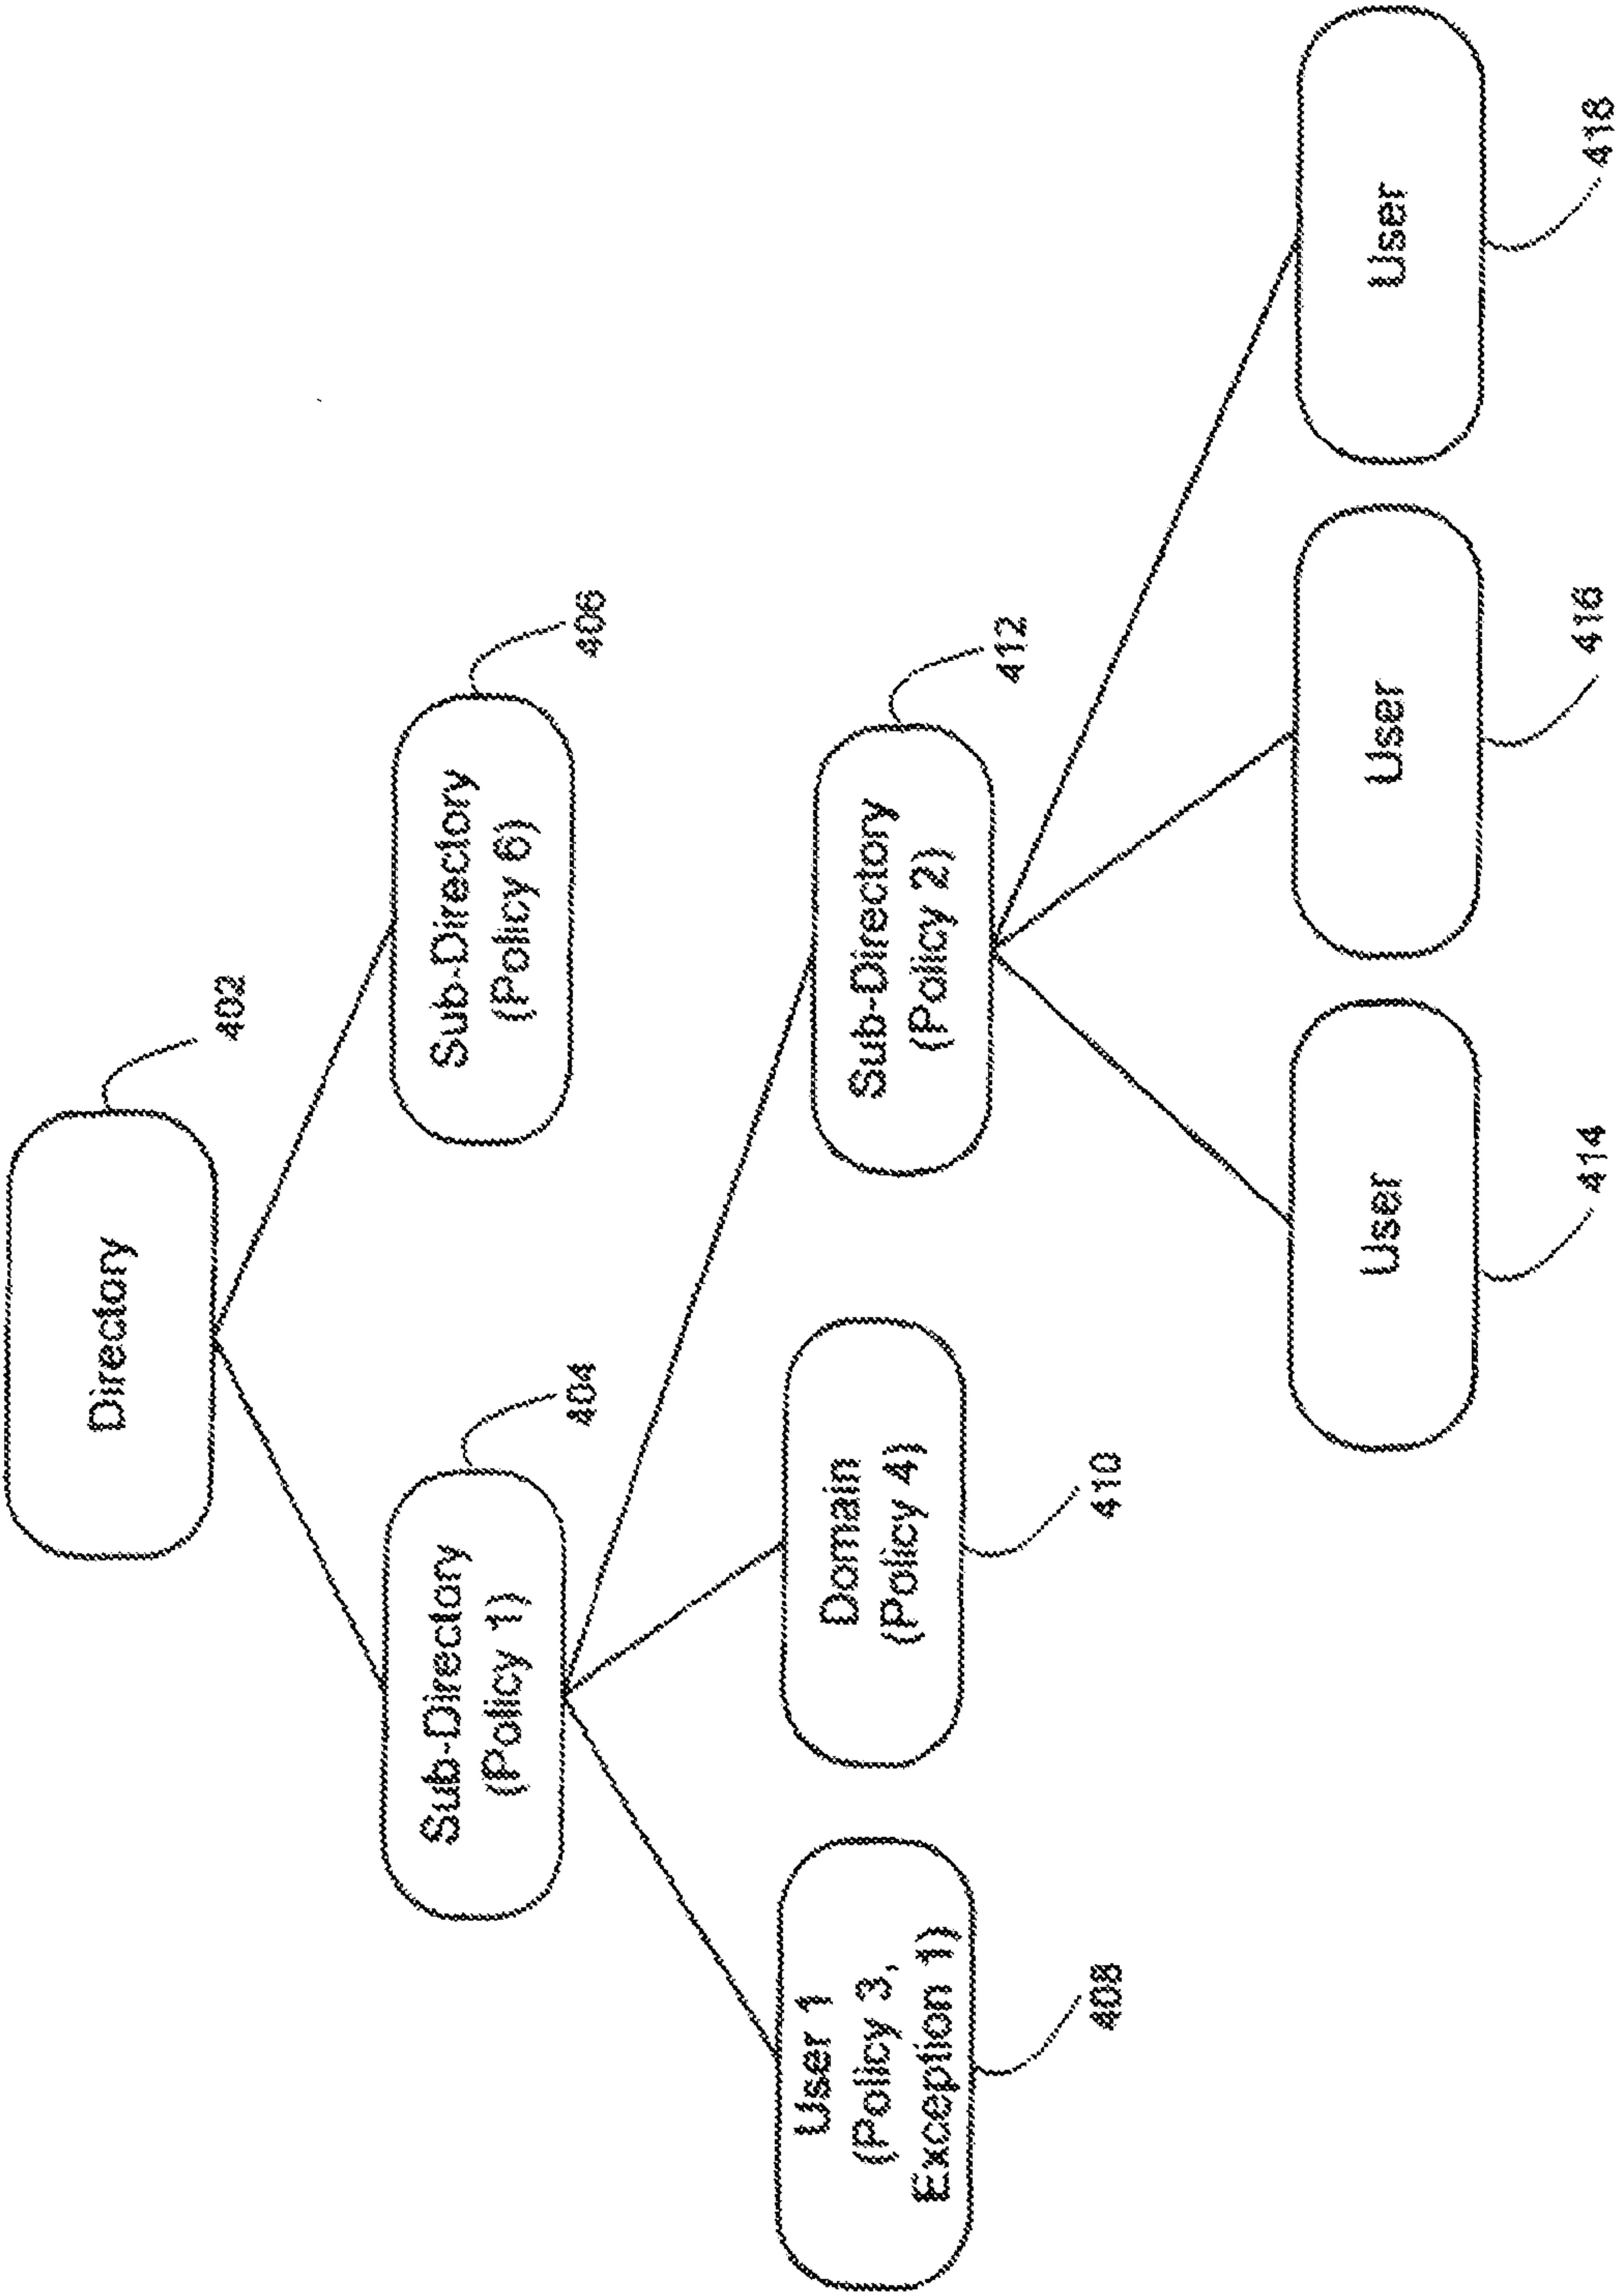 Directory
402
Sub-Directory
(Policy 1)
404
Sub-Directory
(Policy 6)
406
User 1
(Policy 3,
Exception 1)
408
Domain
(Policy 4)
410
Sub-Directory
(Policy 2)
412
User
414
User
416
User
418